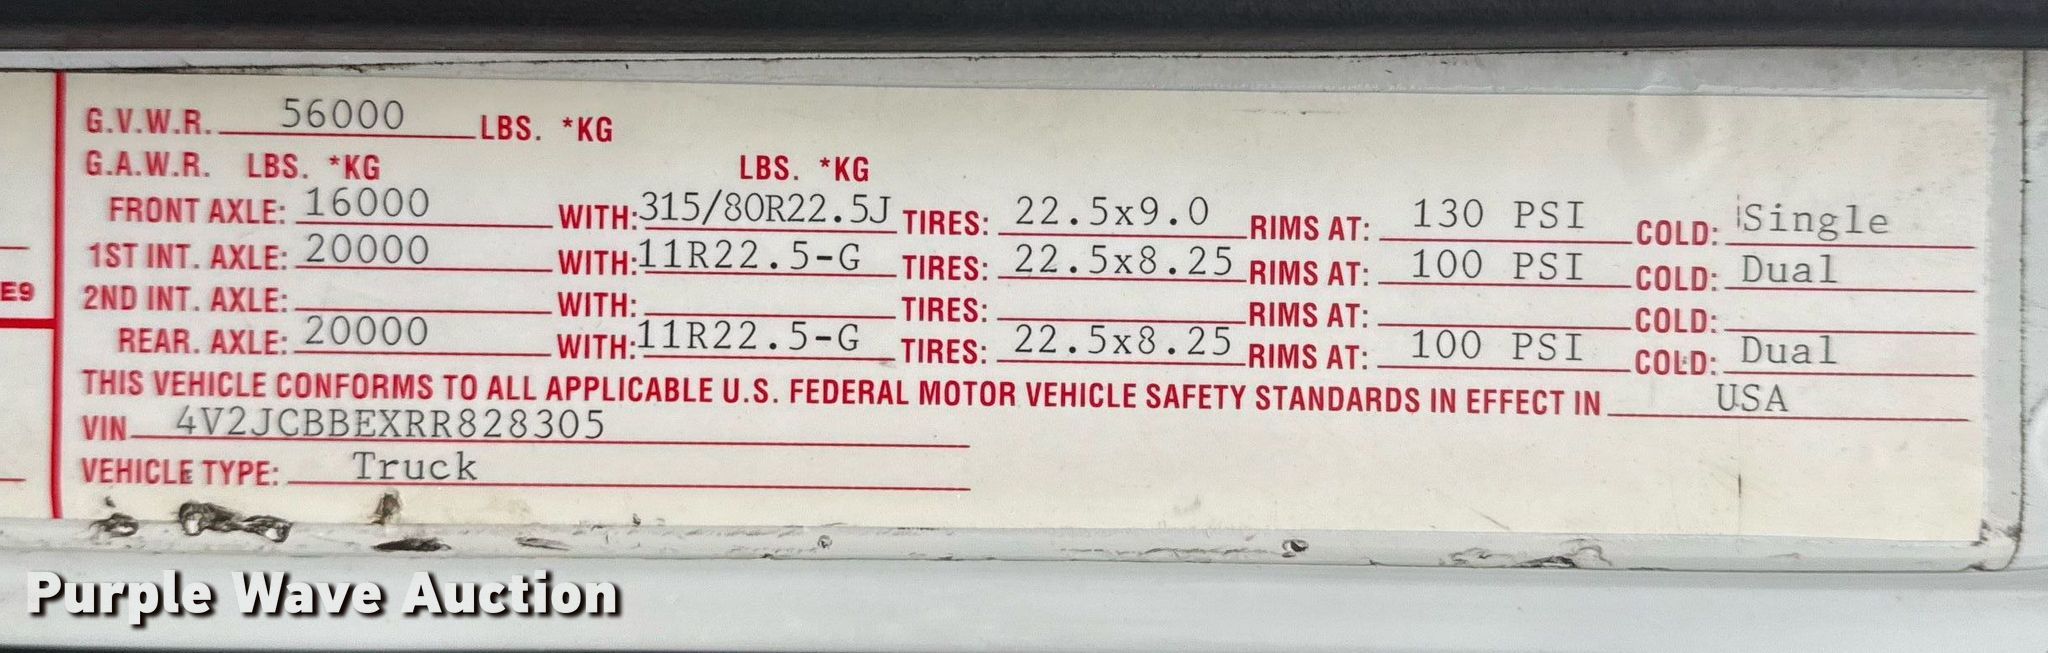 G.V.W.R. 56000 LBS. *KG
G.A.W.R. LBS. *KG LBS. *KG
FRONT AXLE: 16000 WITH: 315/80R22.5J TIRES: 22.5x9.0 RIMS AT: 130 PSI COLD: Single
1ST INT. AXLE: 20000 WITH: 11R22.5-G TIRES: 22.5x8.25 RIMS AT: 100 PSI COLD: Dual
E9
2ND INT. AXLE: WITH: TIRES: RIMS AT: COLD:
REAR. AXLE: 20000 WITH: 11R22.5-G TIRES: 22.5x8.25 RIMS AT: 100 PSI COLD: Dual
THIS VEHICLE CONFORMS TO ALL APPLICABLE U.S. FEDERAL MOTOR VEHICLE SAFETY STANDARDS IN EFFECT IN USA
VIN 4V2JCBBEXRR828305
VEHICLE TYPE: Truck
Purple Wave Auction